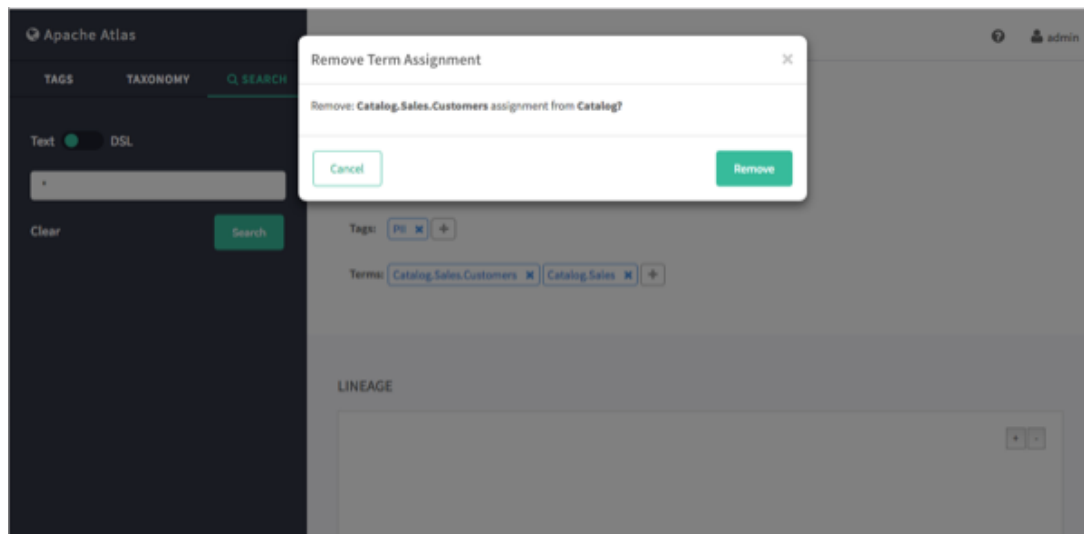 Apache Atlas
admin
TAGS TAXONOMY SEARCH
Remove Term Assignment ×
Remove: Catalog.Sales.Customers assignment from Catalog?
Cancel Remove
Text DSL
*
Clear Search
Tags: PII × +
Terms: Catalog.Sales.Customers × Catalog.Sales × +
LINEAGE
+ -